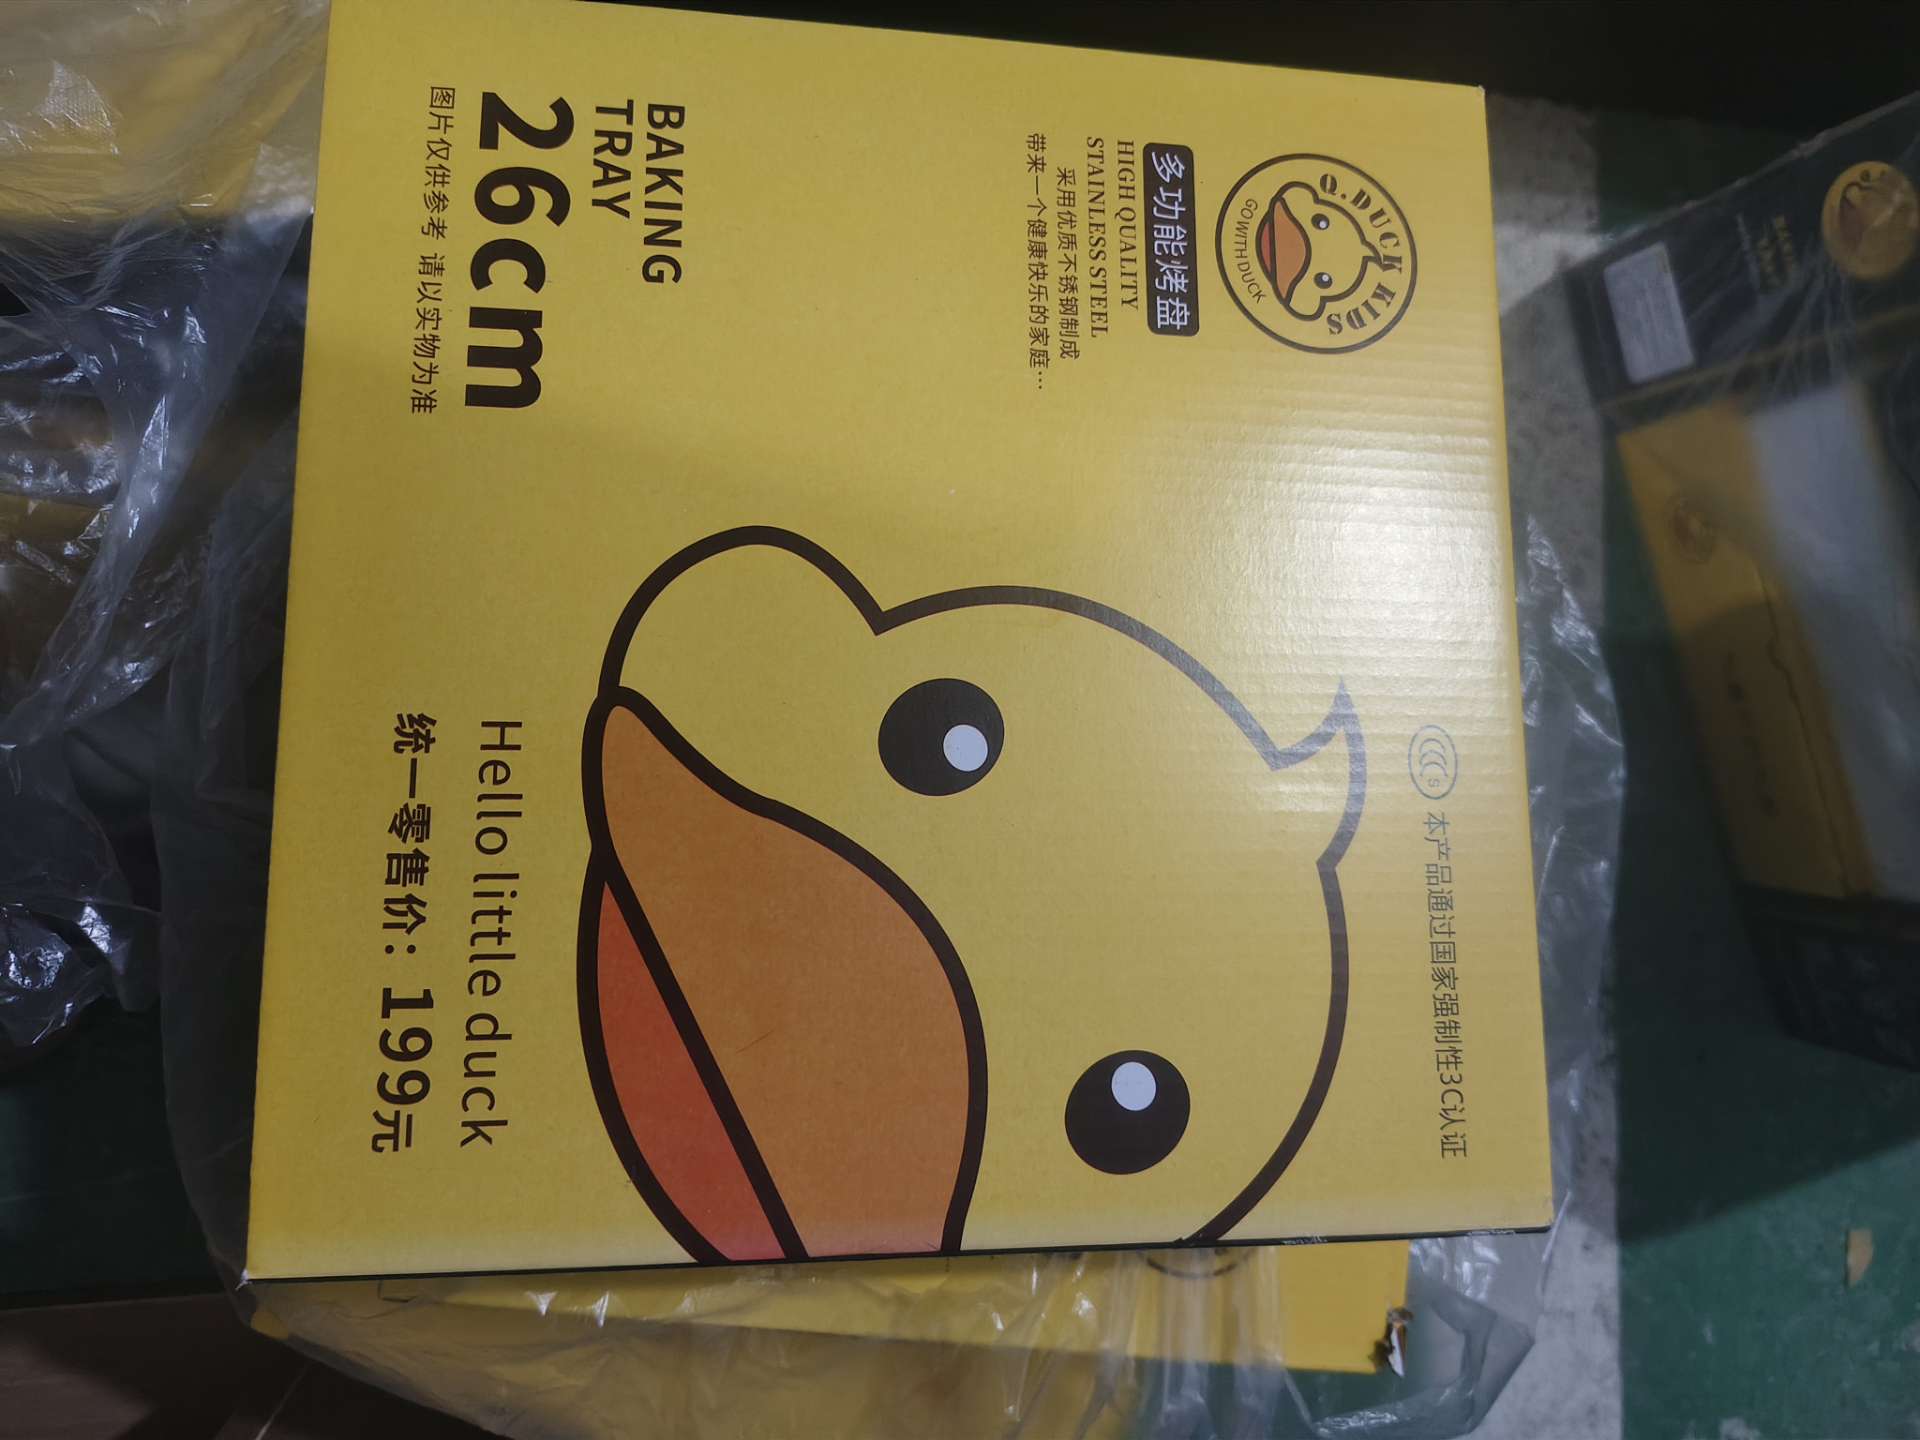 Q.DUCK KIDS
GO WITH DUCK
多功能烤盘
HIGH QUALITY
STAINLESS STEEL
采用优质不锈钢制成
带来一个健康快乐的家庭…
S
本产品通过国家强制性3C认证
BAKING
TRAY
26cm
图片仅供参考 请以实物为准
Hello little duck
统一零售价：199元